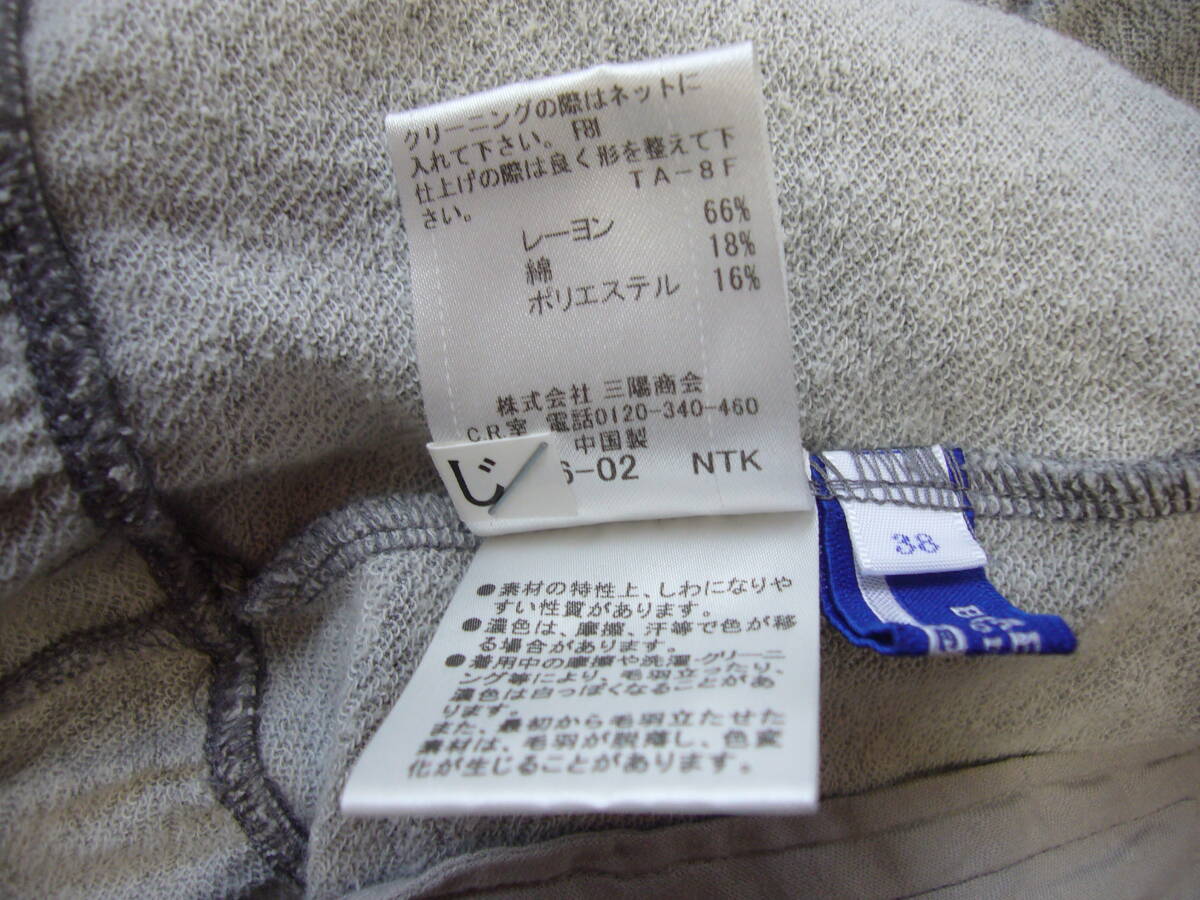 クリーニングの際はネットに
入れて下さい。 F81
仕上げの際は良く形を整えて下
さい。 TA-8F
レーヨン 66%
綿 18%
ポリエステル 16%
株式会社 三陽商会
C.R.室 電話0120-340-460
中国製
6-02 NTK
じ
38
●素材の特性上、しわになりや
すい性質があります。
●濃色は、摩擦、汗等で色が移
る場合があります。
●着用中の摩擦や洗濯・クリーニ
ング等により、毛羽立ったり、
濃色は白っぽくなることがあ
ります。
また、最初から毛羽立たせた
素材は、毛羽が脱落し、色変
化が生じることがあります。